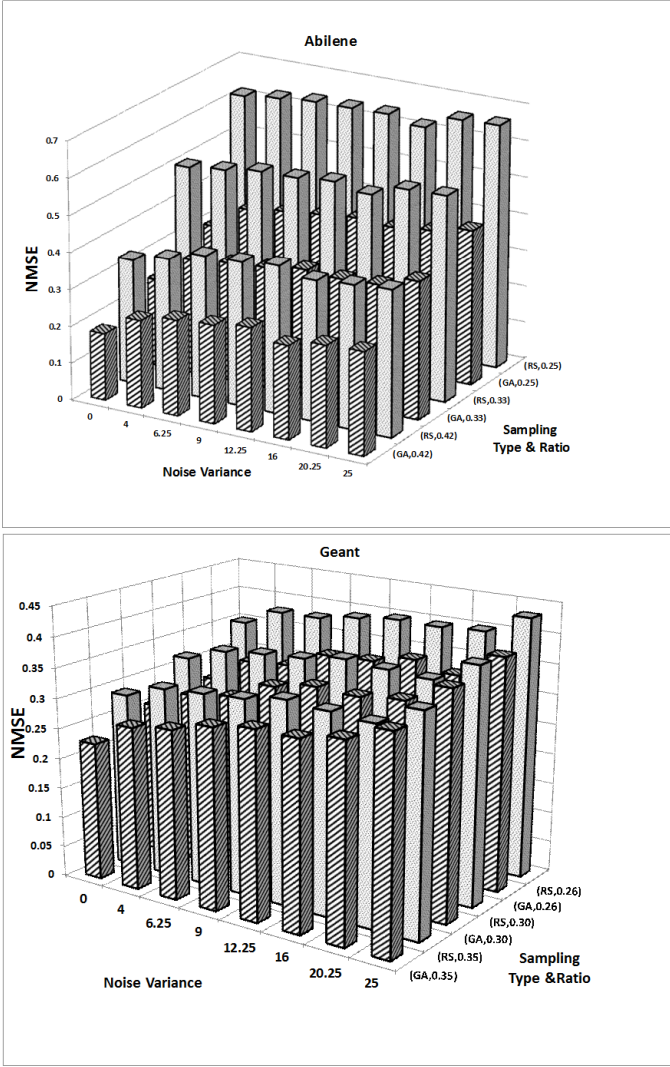 Abilene
0.7
0.6
0.5
0.4
0.3
0.2
0.1
0
NMSE
0
4
6.25
9
12.25
16
20.25
25
Noise Variance
(RS,0.25)
(GA,0.25)
(RS,0.33)
(GA,0.33)
(RS,0.42)
(GA,0.42)
Sampling
Type & Ratio
Geant
0.45
0.4
0.35
0.3
0.25
0.2
0.15
0.1
0.05
0
NMSE
0
4
6.25
9
12.25
16
20.25
25
Noise Variance
(RS,0.26)
(GA,0.26)
(RS,0.30)
(GA,0.30)
(RS,0.35)
(GA,0.35)
Sampling
Type &Ratio